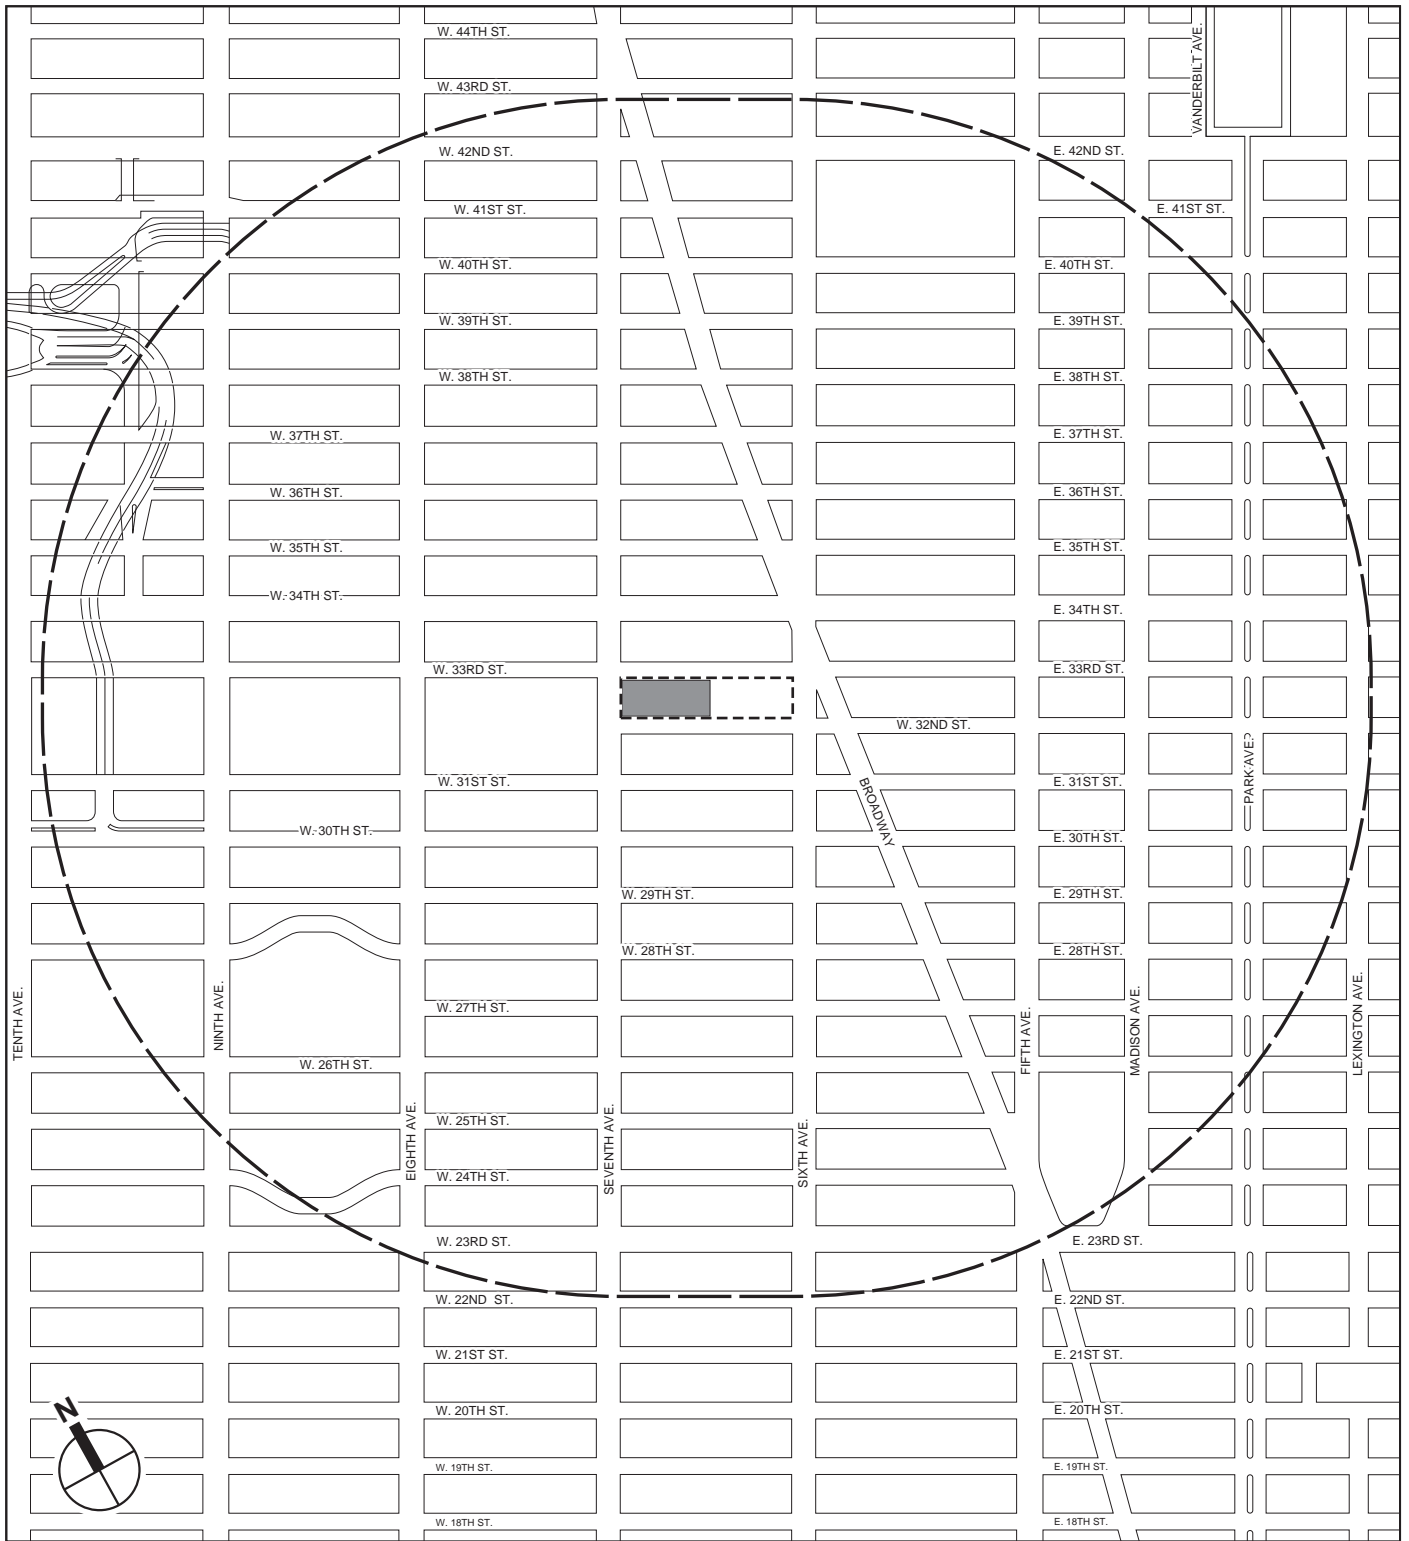 W. 44TH ST.
VANDERBILT AVE.
W. 43RD ST.
W. 42ND ST.
E. 42ND ST.
W. 41ST ST.
E. 41ST ST.
W. 40TH ST.
E. 40TH ST.
W. 39TH ST.
E. 39TH ST.
W. 38TH ST.
E. 38TH ST.
W. 37TH ST.
E. 37TH ST.
W. 36TH ST.
E. 36TH ST.
W. 35TH ST.
E. 35TH ST.
W. 34TH ST.
E. 34TH ST.
W. 33RD ST.
E. 33RD ST.
W. 32ND ST.
PARK AVE.
W. 31ST ST.
BROADWAY
E. 31ST ST.
W. 30TH ST.
E. 30TH ST.
W. 29TH ST.
E. 29TH ST.
W. 28TH ST.
E. 28TH ST.
TENTH AVE.
NINTH AVE.
W. 27TH ST.
FIFTH AVE.
MADISON AVE.
LEXINGTON AVE.
W. 26TH ST.
EIGHTH AVE.
W. 25TH ST.
SEVENTH AVE.
SIXTH AVE.
W. 24TH ST.
W. 23RD ST.
E. 23RD ST.
W. 22ND ST.
E. 22ND ST.
W. 21ST ST.
E. 21ST ST.
N
W. 20TH ST.
E. 20TH ST.
W. 19TH ST.
E. 19TH ST.
W. 18TH ST.
E. 18TH ST.